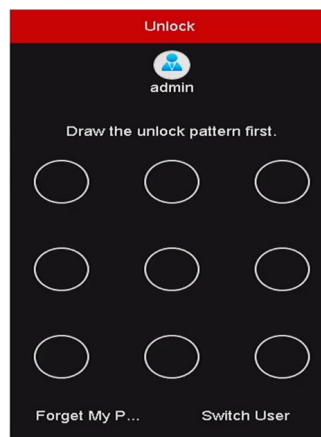 Unlock
admin
Draw the unlock pattern first.
Forget My P...
Switch User